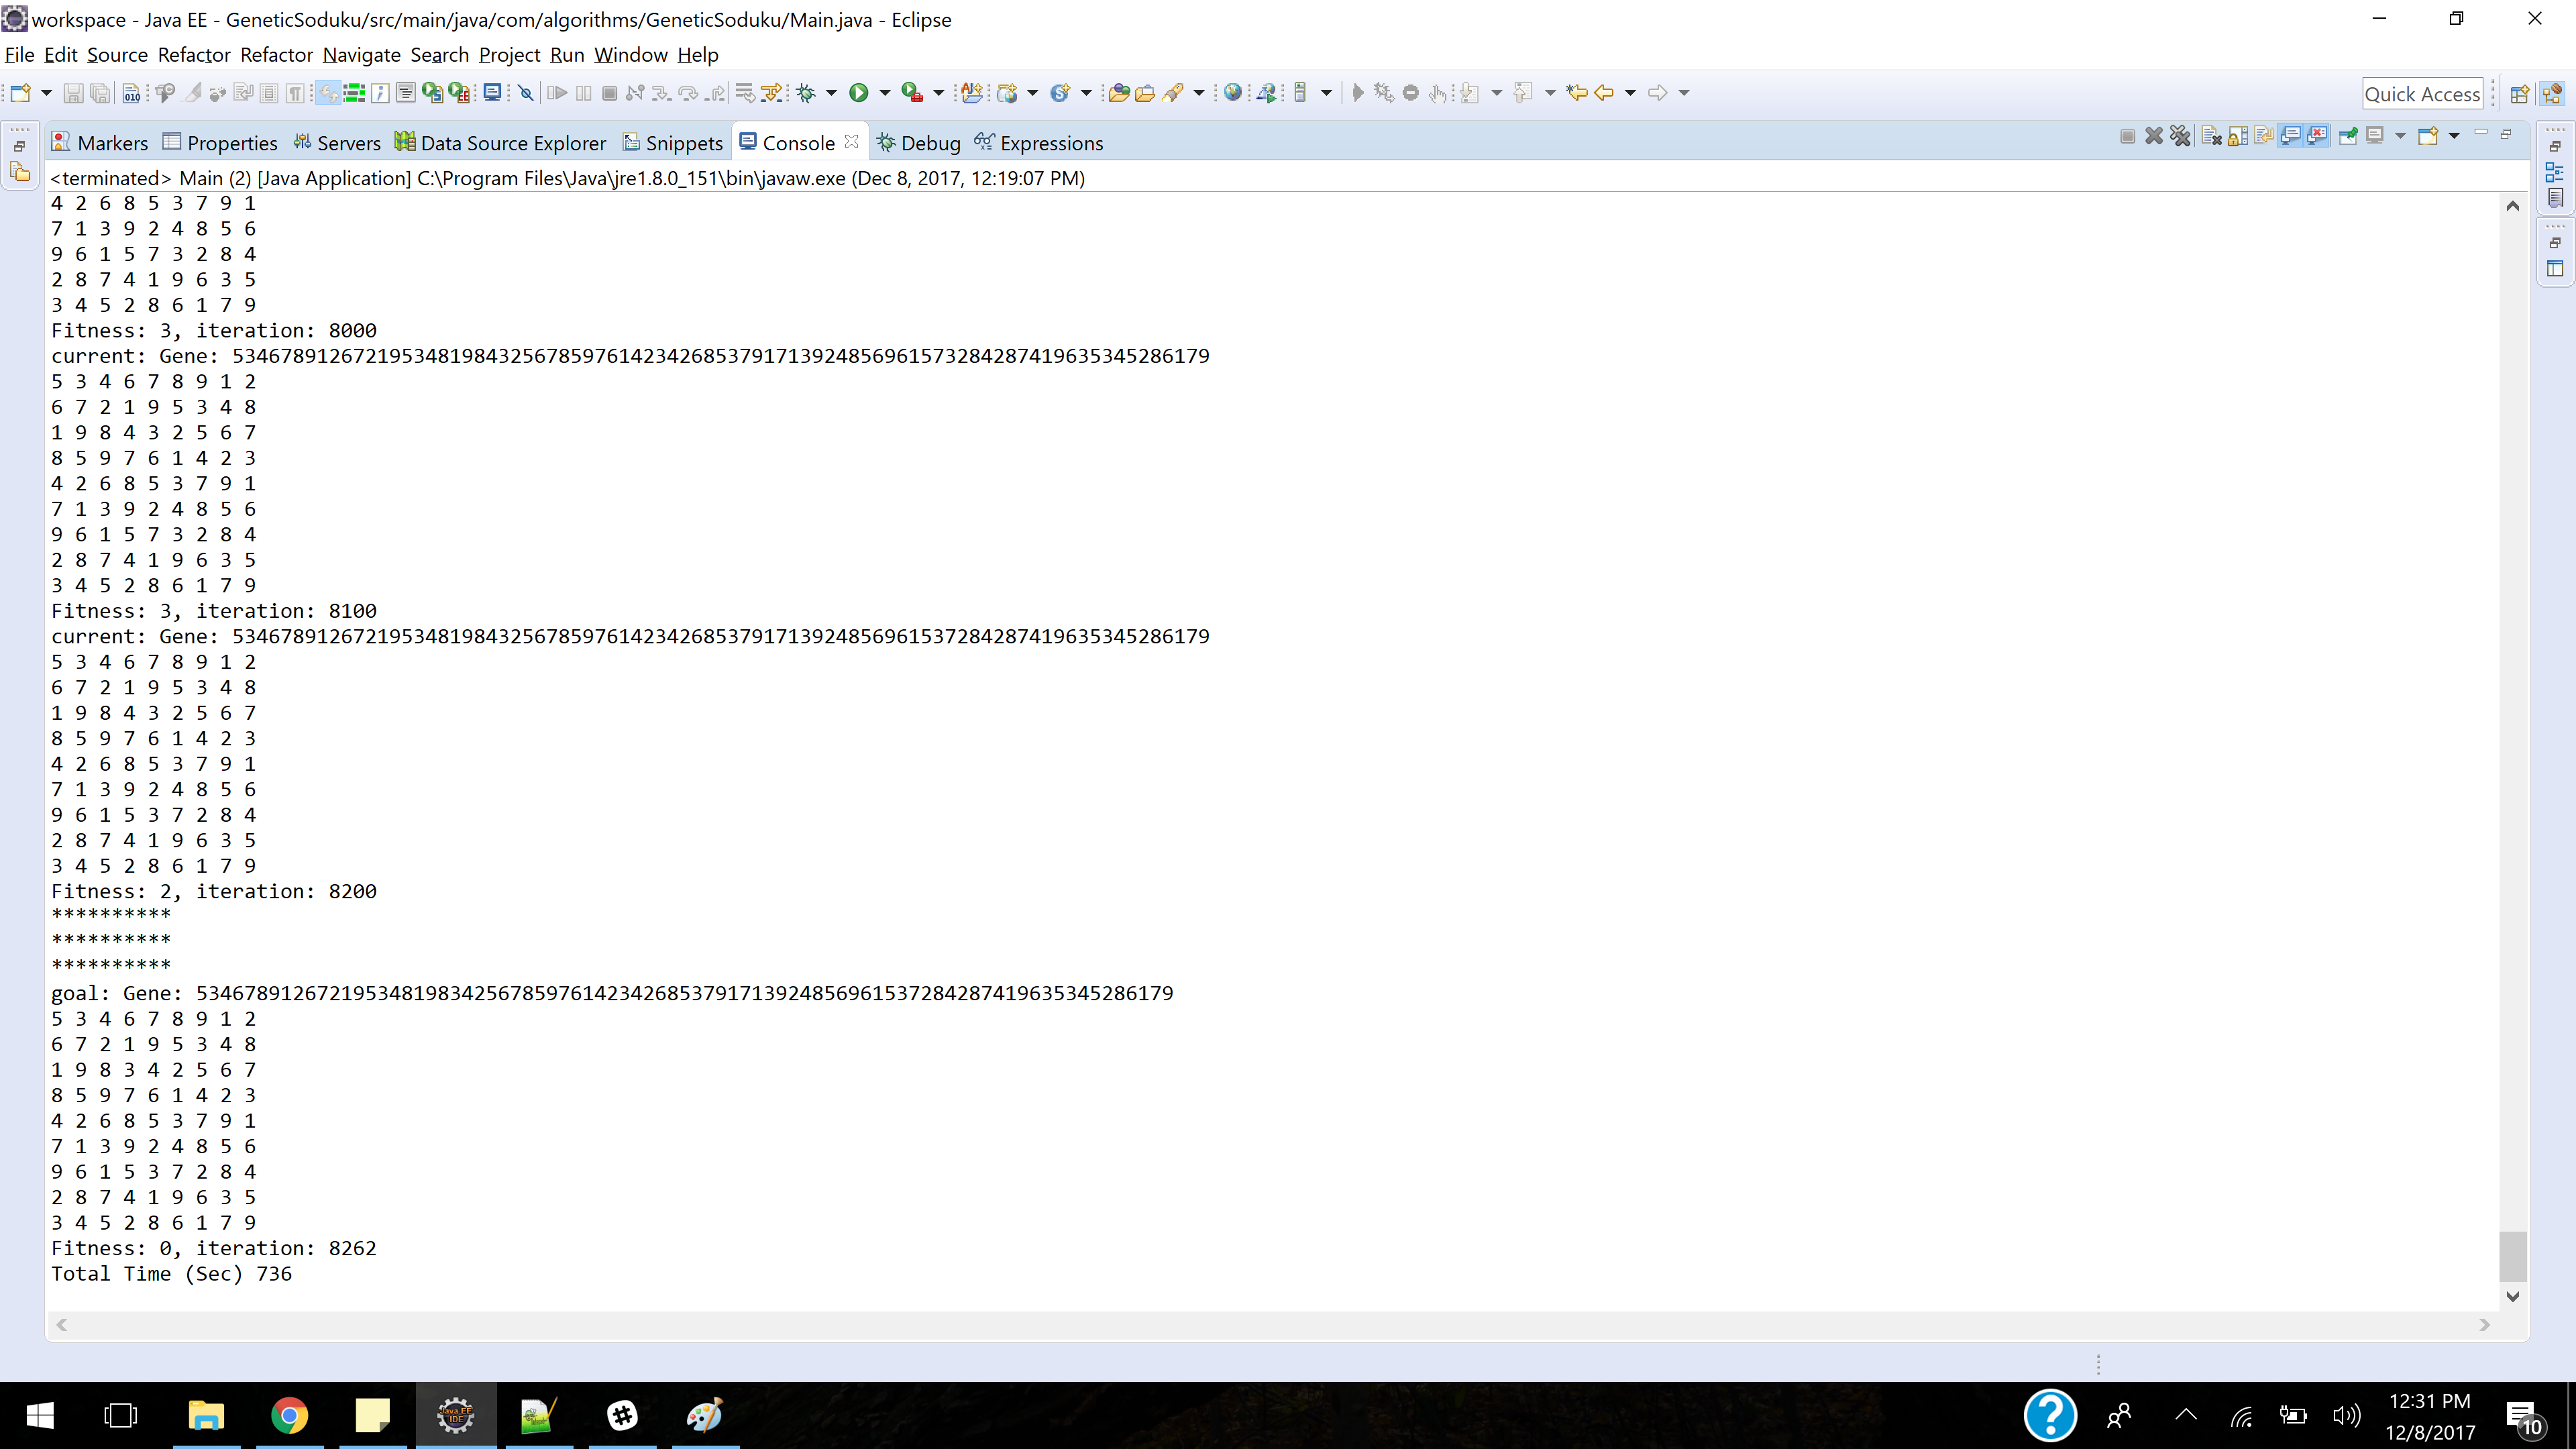 workspace - Java EE - GeneticSoduku/src/main/java/com/algorithms/GeneticSoduku/Main.java - Eclipse
File Edit Source Refactor Refactor Navigate Search Project Run Window Help
Quick Access
Markers Properties Servers Data Source Explorer Snippets Console Debug Expressions
<terminated> Main (2) [Java Application] C:\Program Files\Java\jre1.8.0_151\bin\javaw.exe (Dec 8, 2017, 12:19:07 PM)
4 2 6 8 5 3 7 9 1
7 1 3 9 2 4 8 5 6
9 6 1 5 7 3 2 8 4
2 8 7 4 1 9 6 3 5
3 4 5 2 8 6 1 7 9
Fitness: 3, iteration: 8000
current: Gene: 534678912672195348198432567859761423426853791713924856961573284287419635345286179
5 3 4 6 7 8 9 1 2
6 7 2 1 9 5 3 4 8
1 9 8 4 3 2 5 6 7
8 5 9 7 6 1 4 2 3
4 2 6 8 5 3 7 9 1
7 1 3 9 2 4 8 5 6
9 6 1 5 7 3 2 8 4
2 8 7 4 1 9 6 3 5
3 4 5 2 8 6 1 7 9
Fitness: 3, iteration: 8100
current: Gene: 534678912672195348198432567859761423426853791713924856961537284287419635345286179
5 3 4 6 7 8 9 1 2
6 7 2 1 9 5 3 4 8
1 9 8 4 3 2 5 6 7
8 5 9 7 6 1 4 2 3
4 2 6 8 5 3 7 9 1
7 1 3 9 2 4 8 5 6
9 6 1 5 3 7 2 8 4
2 8 7 4 1 9 6 3 5
3 4 5 2 8 6 1 7 9
Fitness: 2, iteration: 8200
**********
**********
**********
goal: Gene: 534678912672195348198342567859761423426853791713924856961537284287419635345286179
5 3 4 6 7 8 9 1 2
6 7 2 1 9 5 3 4 8
1 9 8 3 4 2 5 6 7
8 5 9 7 6 1 4 2 3
4 2 6 8 5 3 7 9 1
7 1 3 9 2 4 8 5 6
9 6 1 5 3 7 2 8 4
2 8 7 4 1 9 6 3 5
3 4 5 2 8 6 1 7 9
Fitness: 0, iteration: 8262
Total Time (Sec) 736
Java EE
IDE
12:31 PM
12/8/2017
10